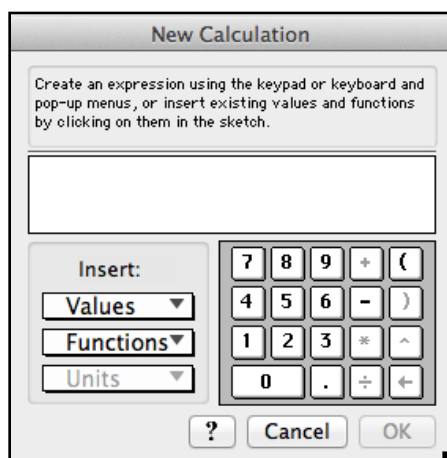 New Calculation
Create an expression using the keypad or keyboard and
pop-up menus, or insert existing values and functions
by clicking on them in the sketch.
Insert:
Values
Functions
Units
7 8 9 + (
4 5 6 - )
1 2 3 * ^
0 . ÷ ←
? Cancel OK